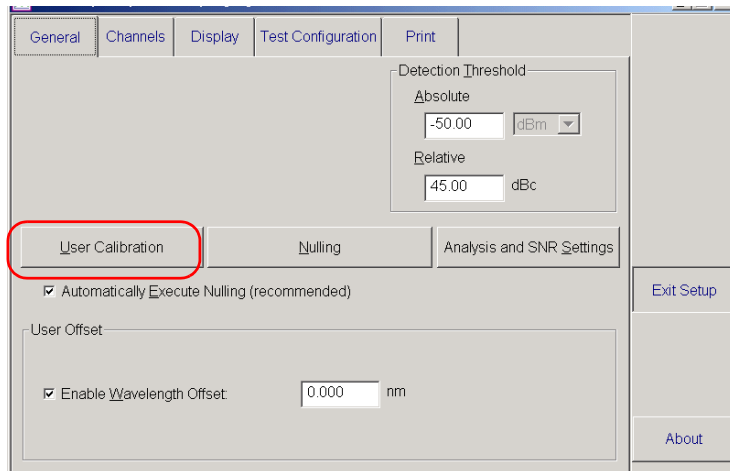 General Channels Display Test Configuration Print
Detection Threshold
Absolute
-50.00 dBm
Relative
45.00 dBc
User Calibration Nulling Analysis and SNR Settings
Automatically Execute Nulling (recommended)
Exit Setup
User Offset
Enable Wavelength Offset: 0.000 nm
About